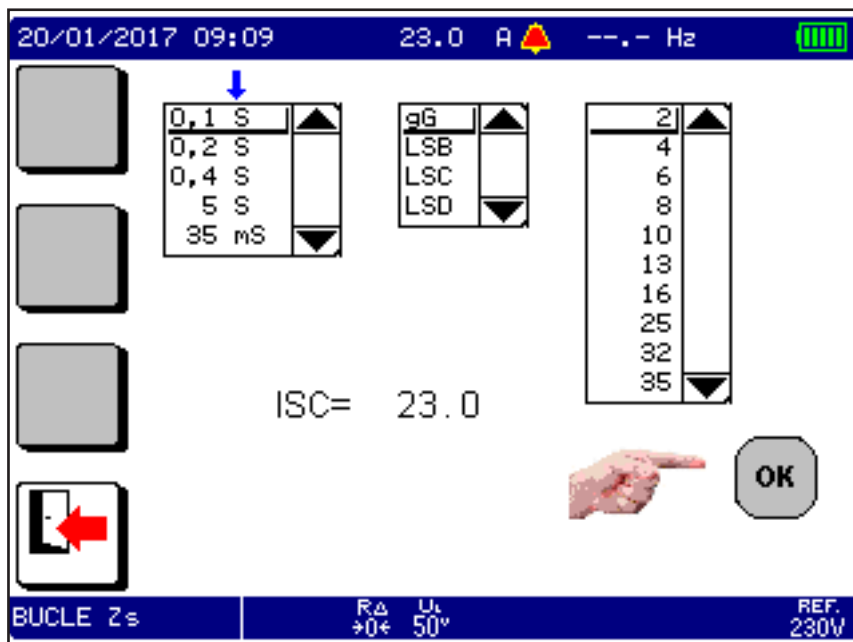 20/01/2017 09:09 23.0 A --.- Hz
0,1 S
0,2 S
0,4 S
5 S
35 mS
gG
LSB
LSC
LSD
2
4
6
8
10
13
16
25
32
35
ISC= 23.0
OK
BUCLE Zs
RΔ
→0←
UL
50v
REF.
230V